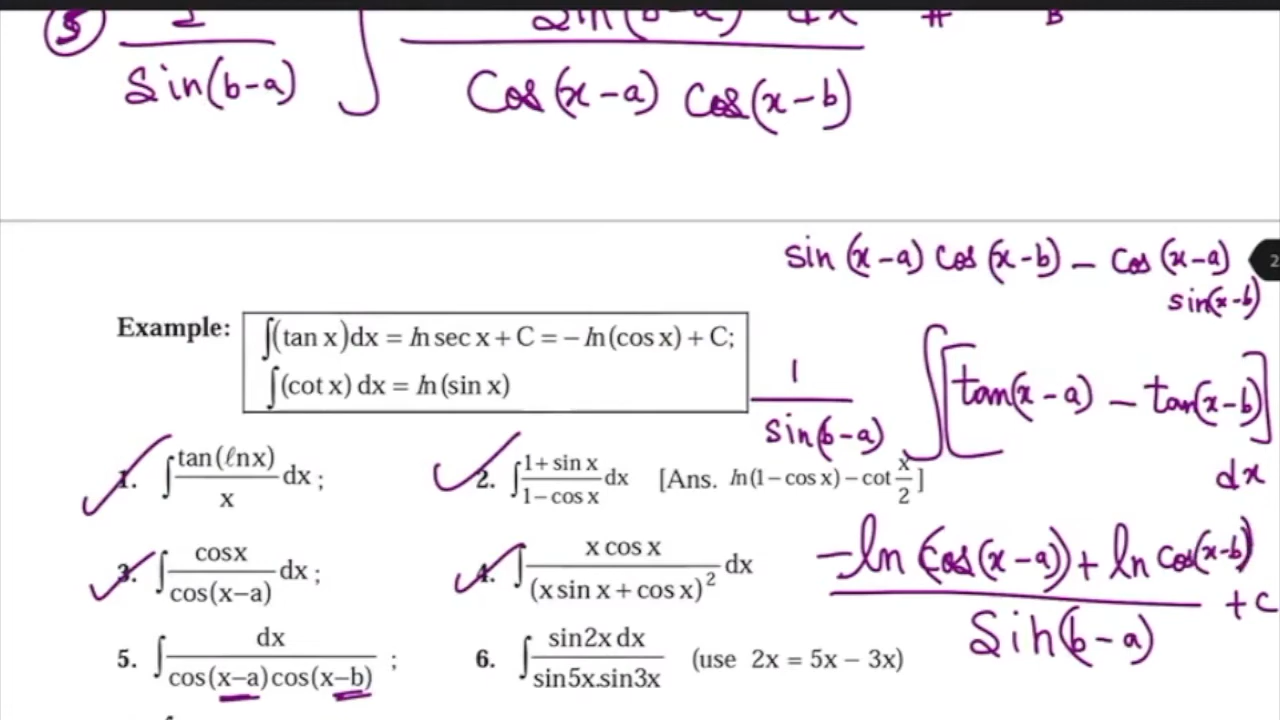 5 1/sin(b-a) ∫ sin(b-a) dx / cos(x-a) cos(x-b)
sin(x-a) cos(x-b) - cos(x-a)
sin(x-b)
2
Example: ∫(tan x)dx = ln sec x + C = – ln(cos x) + C;
∫(cot x) dx = ln(sin x)
1/sin(b-a) ∫[tan(x-a) - tan(x-b)]
dx
1. ∫ tan(ℓnx)/x dx ;
2. ∫ 1+ sin x/1– cos x dx [Ans. ln(1– cos x) – cot x/2]
3. ∫ cosx/cos(x–a) dx ;
4. ∫ x cos x/(x sin x + cos x)² dx
-ln(cos(x-a)) + ln cos(x-b)/sin(b-a) + C
5. ∫ dx/cos(x–a)cos(x–b) ;
6. ∫ sin2x dx/sin5x.sin3x (use 2x = 5x – 3x)